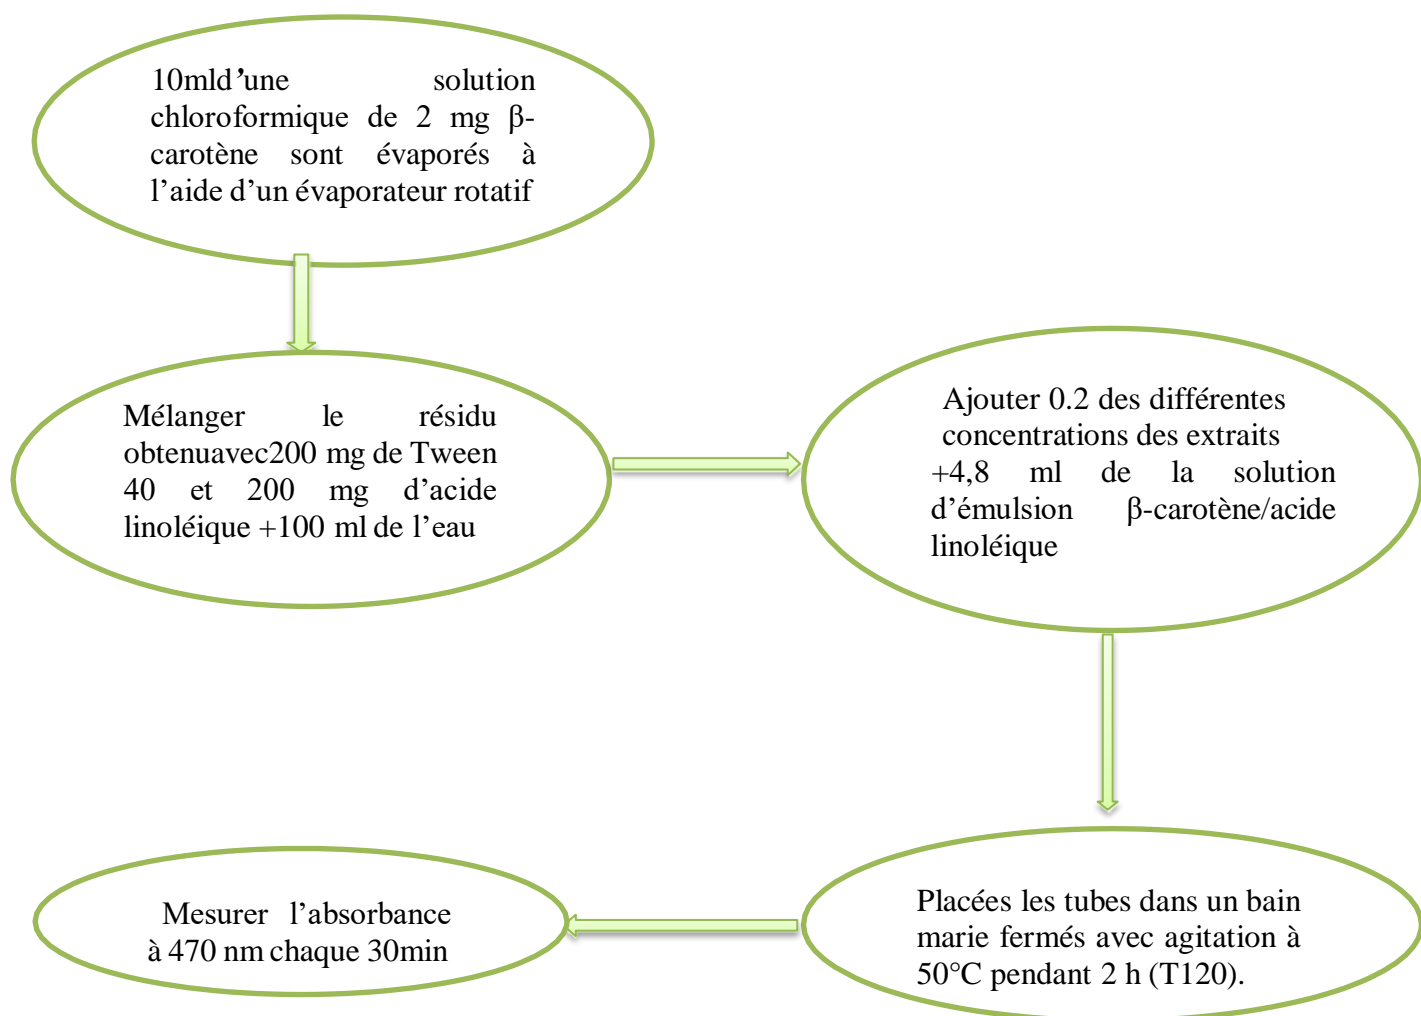 10mld’une solution
chloroformique de 2 mg β-
carotène sont évaporés à
l’aide d’un évaporateur rotatif
Mélanger le résidu
obtenuavec200 mg de Tween
40 et 200 mg d’acide
linoléique +100 ml de l’eau
Ajouter 0.2 des différentes
concentrations des extraits
+4,8 ml de la solution
d’émulsion β-carotène/acide
linoléique
Placées les tubes dans un bain
marie fermés avec agitation à
50°C pendant 2 h (T120).
Mesurer l’absorbance
à 470 nm chaque 30min